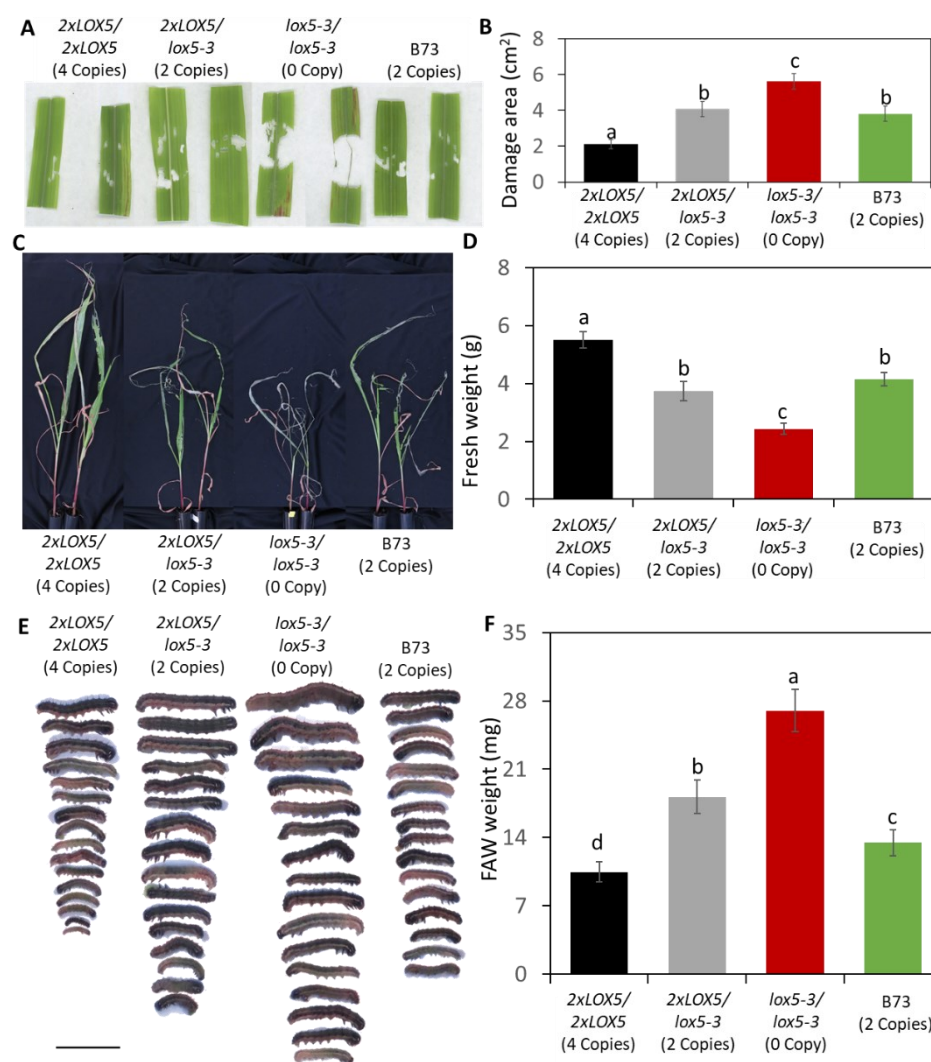 A
2xLOX5/
2xLOX5
(4 Copies)
2xLOX5/
lox5-3
(2 Copies)
lox5-3/
lox5-3
(0 Copy)
B73
(2 Copies)
B
Damage area (cm²)
8
6
4
2
0
a
b
c
b
2xLOX5/
2xLOX5
(4 Copies)
2xLOX5/
lox5-3
(2 Copies)
lox5-3/
lox5-3
(0 Copy)
B73
(2 Copies)
C
2xLOX5/
2xLOX5
(4 Copies)
2xLOX5/
lox5-3
(2 Copies)
lox5-3/
lox5-3
(0 Copy)
B73
(2 Copies)
D
Fresh weight (g)
8
6
4
2
0
a
b
c
b
2xLOX5/
2xLOX5
(4 Copies)
2xLOX5/
lox5-3
(2 Copies)
lox5-3/
lox5-3
(0 Copy)
B73
(2 Copies)
E
2xLOX5/
2xLOX5
(4 Copies)
2xLOX5/
lox5-3
(2 Copies)
lox5-3/
lox5-3
(0 Copy)
B73
(2 Copies)
F
FAW weight (mg)
35
28
21
14
7
0
d
b
a
c
2xLOX5/
2xLOX5
(4 Copies)
2xLOX5/
lox5-3
(2 Copies)
lox5-3/
lox5-3
(0 Copy)
B73
(2 Copies)